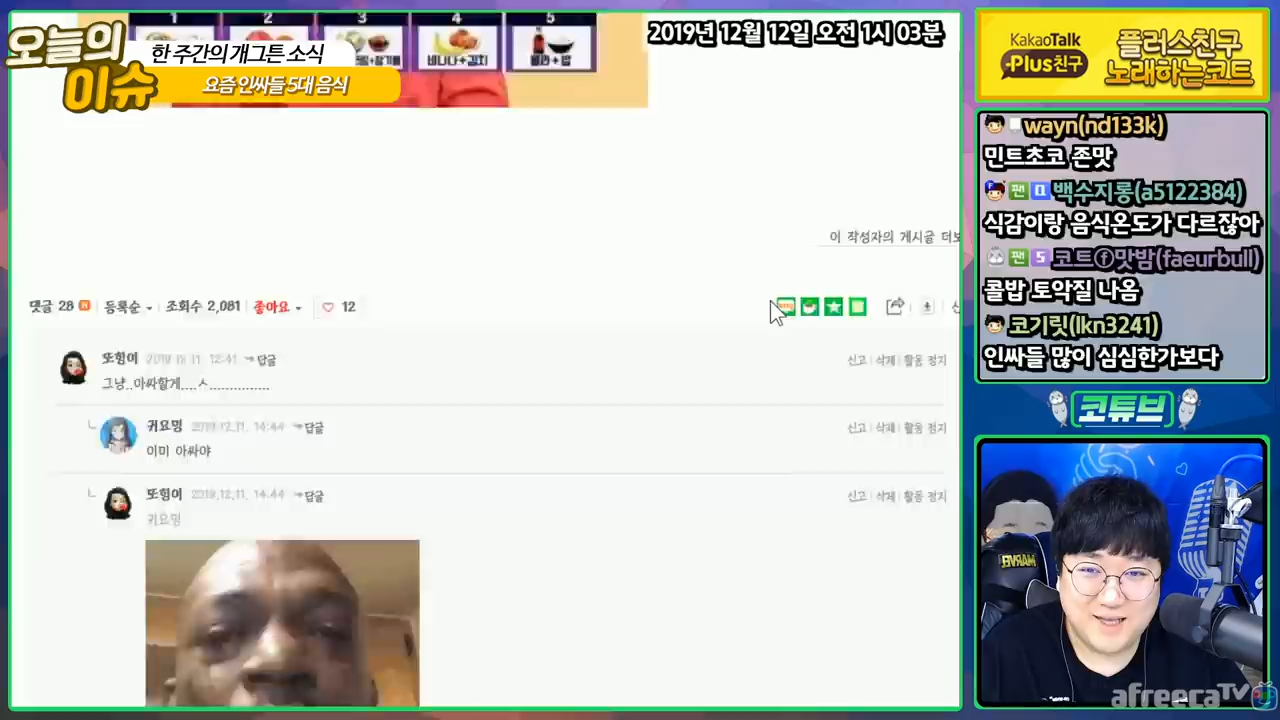 오늘의
이슈
한 주간의 개그튼 소식
요즘 인싸들 5대 음식
1 2 3 4 5
바나나+김치
콜라+밥
2019년 12월 12일 오전 1시 03분
이 작성자의 게시글 더보
댓글 28 등록순 조회수 2,081 좋아요 12
또힝이 2019.12.11. 12:41 답글
신고 삭제 활동 정지
그냥..아싸할게....ㅅ...............
귀요밍 2019.12.11. 14:44 답글
신고 삭제 활동 정지
이미 아싸야
또힝이 2019.12.11. 14:44 답글
신고 삭제 활동 정지
귀요밍
KakaoTalk
Plus친구
플러스친구
노래하는코트
wayn(nd133k)
민트초코 존맛
팬 백수지롱(a5122384)
식감이랑 음식온도가 다르잖아
팬 S 코트ⓕ맛밤(faeurbull)
콜밥 토악질 나옴
코기릿(lkn3241)
인싸들 많이 심심한가보다
코튜브
MARVEL
afreecaTV